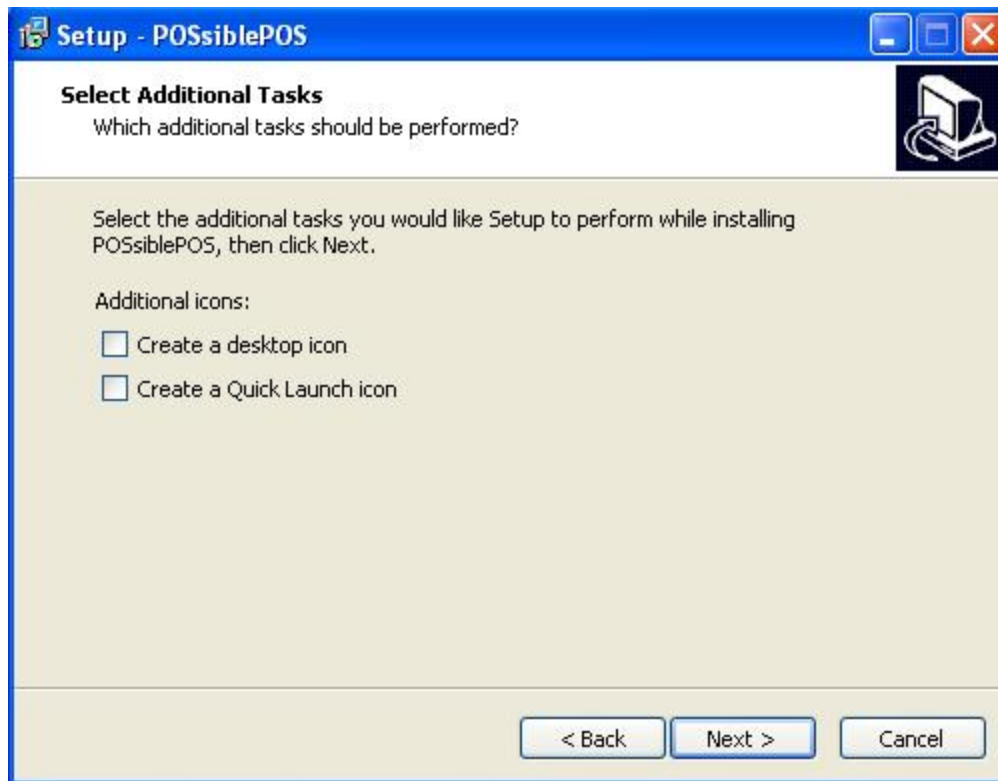 Setup - POSsiblePOS
Select Additional Tasks
Which additional tasks should be performed?
Select the additional tasks you would like Setup to perform while installing
POSsiblePOS, then click Next.
Additional icons:
Create a desktop icon
Create a Quick Launch icon
< Back Next > Cancel